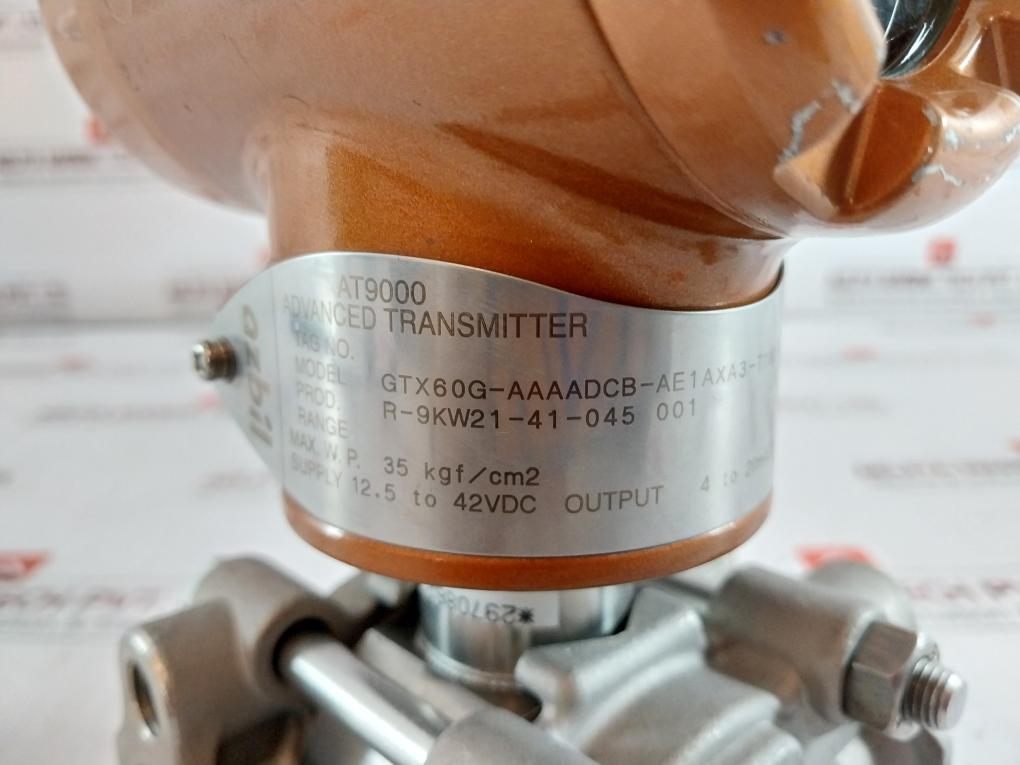 azbil
AT9000
ADVANCED TRANSMITTER
TAG NO.
MODEL GTX60G-AAAADCB-AE1AXA3-
PROD. R-9KW21-41-045 001
RANGE
MAX. W. P. 35 kgf/cm2
SUPPLY 12.5 to 42VDC OUTPUT 4 to 20m